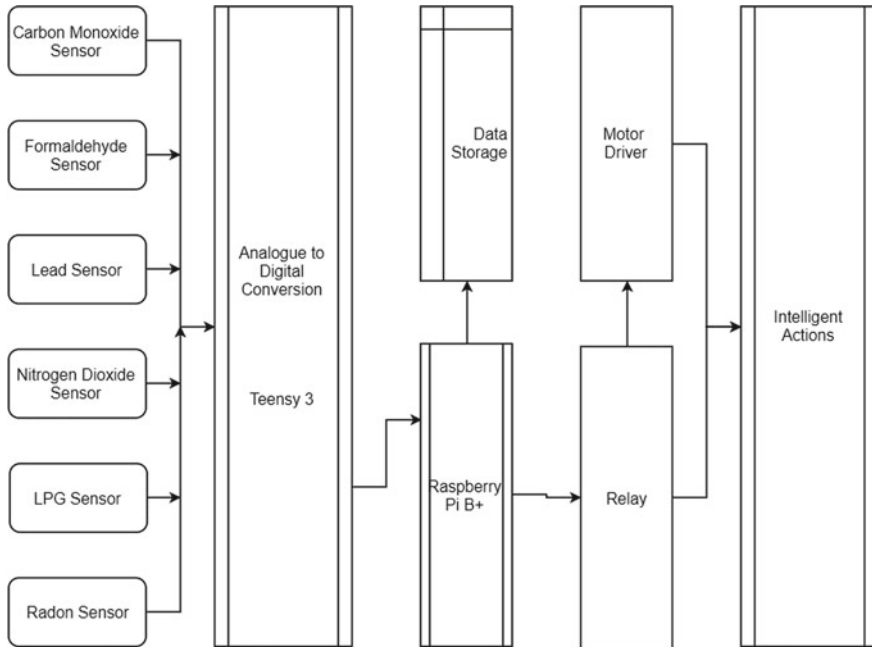 Carbon Monoxide
Sensor
Formaldehyde
Sensor
Lead Sensor
Nitrogen Dioxide
Sensor
LPG Sensor
Radon Sensor
Analogue to
Digital
Conversion
Teensy 3
Data
Storage
Raspberry
Pi B+
Motor
Driver
Relay
Intelligent
Actions